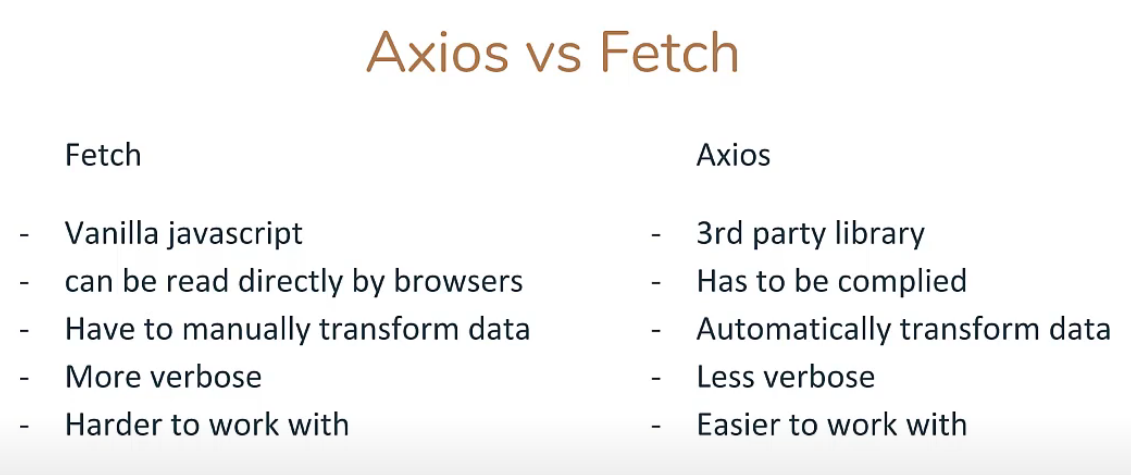 Axios vs Fetch
Fetch
- Vanilla javascript
- can be read directly by browsers
- Have to manually transform data
- More verbose
- Harder to work with
Axios
- 3rd party library
- Has to be complied
- Automatically transform data
- Less verbose
- Easier to work with